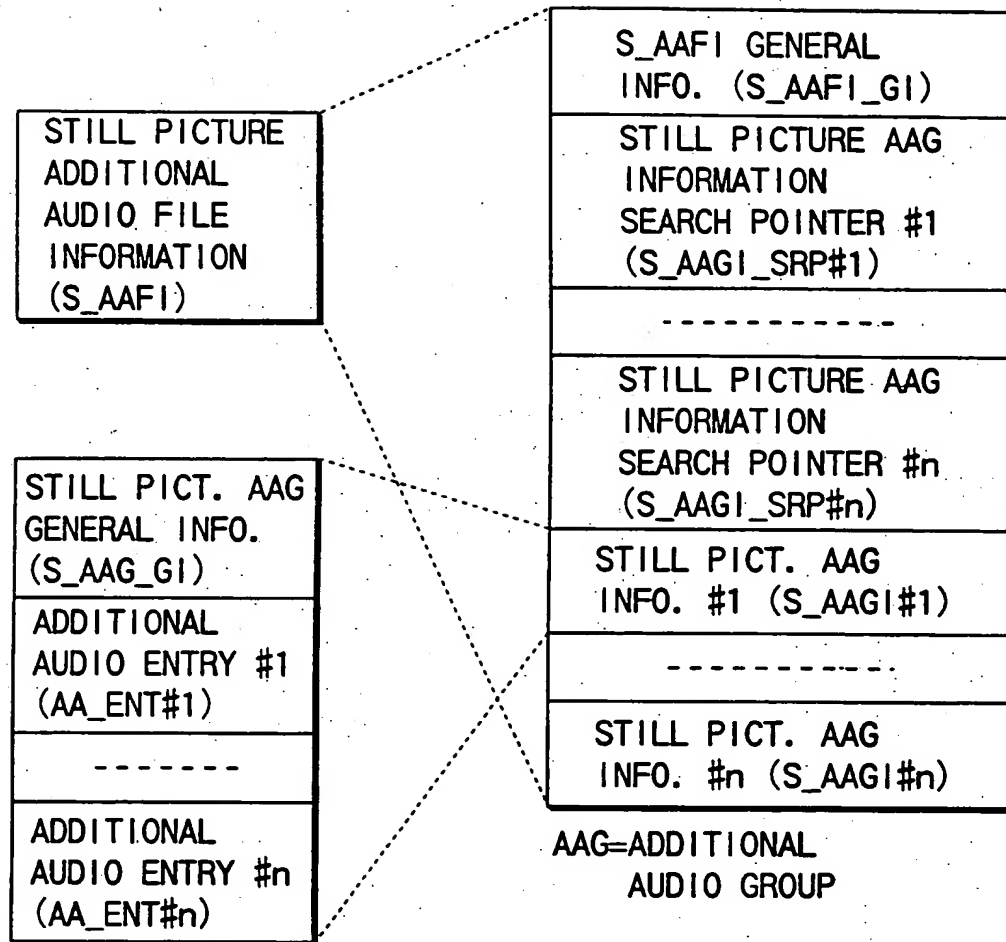 STILL PICTURE
ADDITIONAL
AUDIO FILE
INFORMATION
(S_AAFI)
STILL PICT. AAG
GENERAL INFO.
(S_AAG_GI)
ADDITIONAL
AUDIO ENTRY #1
(AA_ENT#1)
-------
ADDITIONAL
AUDIO ENTRY #n
(AA_ENT#n)
S_AAFI GENERAL
INFO. (S_AAFI_GI)
STILL PICTURE AAG
INFORMATION
SEARCH POINTER #1
(S_AAGI_SRP#1)
-----------
STILL PICTURE AAG
INFORMATION
SEARCH POINTER #n
(S_AAGI_SRP#n)
STILL PICT. AAG
INFO. #1 (S_AAGI#1)
-----------
STILL PICT. AAG
INFO. #n (S_AAGI#n)
AAG=ADDITIONAL
AUDIO GROUP